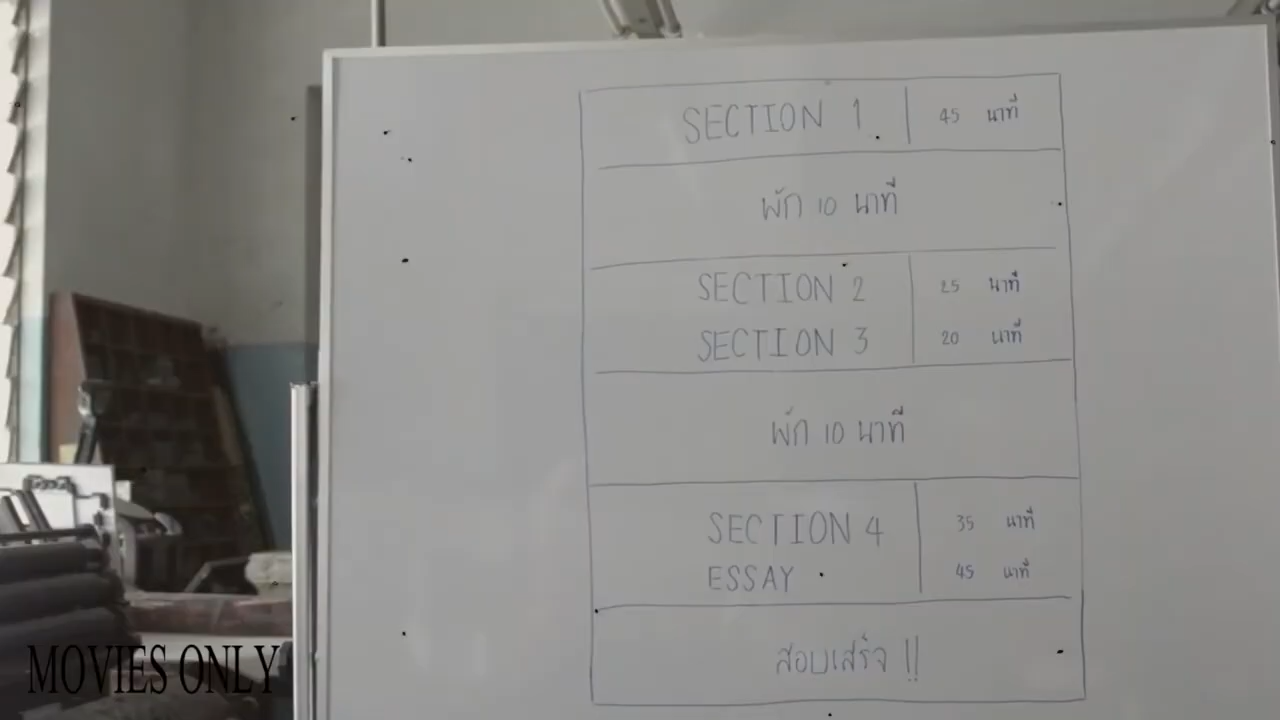 SECTION 1 45 นาที
พัก 10 นาที
SECTION 2 25 นาที
SECTION 3 20 นาที
พัก 10 นาที
SECTION 4 35 นาที
ESSAY 45 นาที
สอบเสร็จ !!
MOVIES ONLY